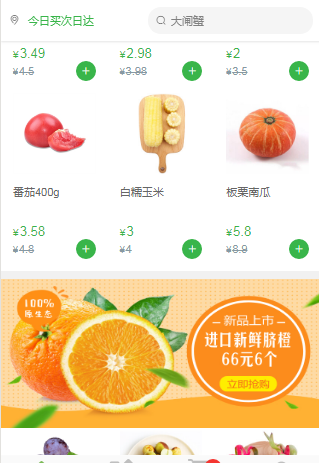 今日买次日达
大闸蟹
¥3.49
¥2.98
¥2
¥4.5
+
¥3.98
+
¥3.5
+
番茄400g
白糯玉米
板栗南瓜
¥3.58
¥3
¥5.8
¥4.8
+
¥4
+
¥8.9
+
100%
原生态
新品上市
进口新鲜脐橙
66元6个
立即抢购